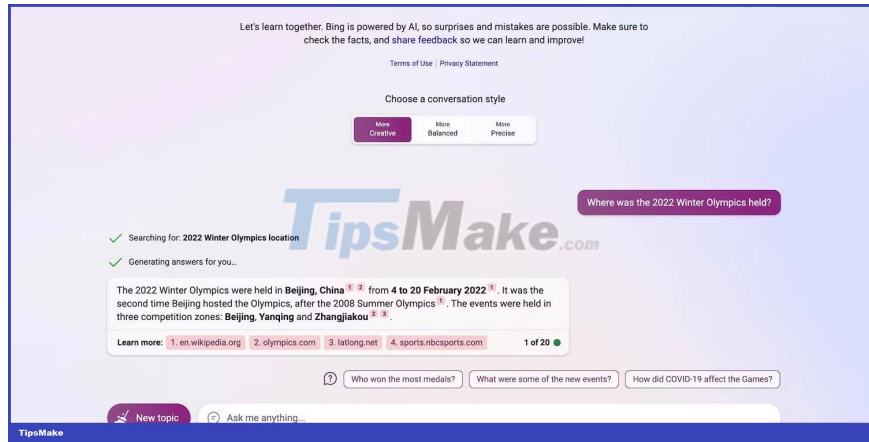 Let's learn together. Bing is powered by AI, so surprises and mistakes are possible. Make sure to
check the facts, and share feedback so we can learn and improve!
Terms of Use | Privacy Statement
Choose a conversation style
More
Creative
More
Balanced
More
Precise
Where was the 2022 Winter Olympics held?
TipsMake.com
Searching for: 2022 Winter Olympics location
Generating answers for you...
The 2022 Winter Olympics were held in Beijing, China 1 2 from 4 to 20 February 2022 1. It was the
second time Beijing hosted the Olympics, after the 2008 Summer Olympics 1. The events were held in
three competition zones: Beijing, Yanqing and Zhangjiakou 2 3.
Learn more: 1. en.wikipedia.org 2. olympics.com 3. latlong.net 4. sports.nbcsports.com 1 of 20
Who won the most medals? What were some of the new events? How did COVID-19 affect the Games?
New topic Ask me anything...
TipsMake